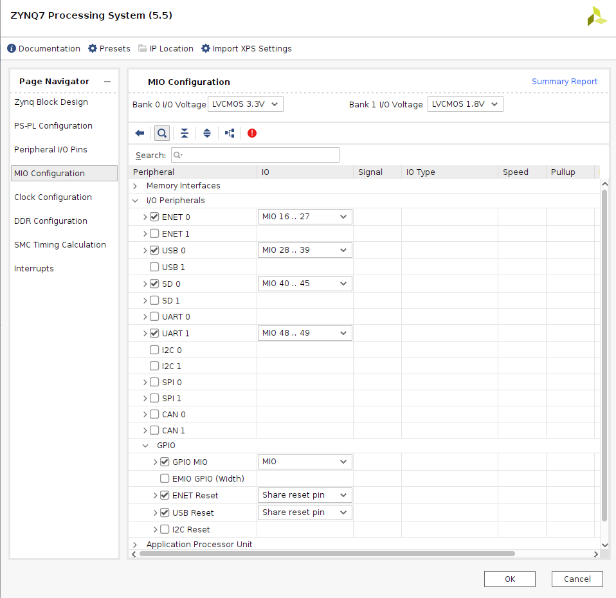 ZYNQ7 Processing System (5.5)
Documentation Presets IP Location Import XPS Settings
Page Navigator
Zynq Block Design
PS-PL Configuration
Peripheral I/O Pins
MIO Configuration
Clock Configuration
DDR Configuration
SMC Timing Calculation
Interrupts
MIO Configuration Summary Report
Bank 0 I/O Voltage LVCMOS 3.3V Bank 1 I/O Voltage LVCMOS 1.8V
Search:
Peripheral IO Signal IO Type Speed Pullup
Memory Interfaces
I/O Peripherals
ENET 0 MIO 16 .. 27
ENET 1
USB 0 MIO 28 .. 39
USB 1
SD 0 MIO 40 .. 45
SD 1
UART 0
UART 1 MIO 48 .. 49
I2C 0
I2C 1
SPI 0
SPI 1
CAN 0
CAN 1
GPIO
GPIO MIO MIO
EMIO GPIO (Width)
ENET Reset Share reset pin
USB Reset Share reset pin
I2C Reset
Application Processor Unit
OK Cancel